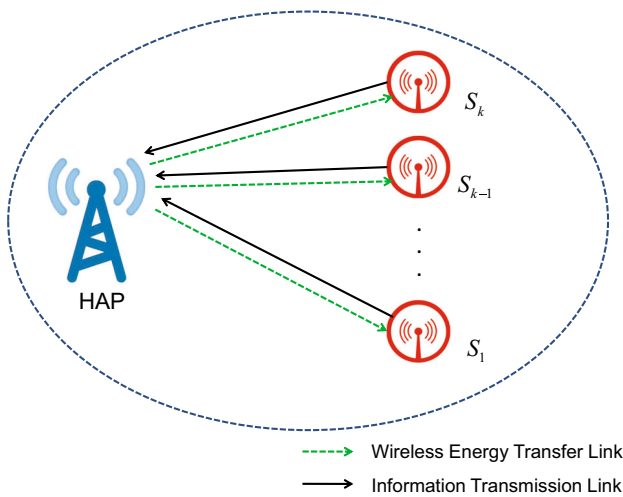 S_k
S_{k-1}
HAP
S_1
Wireless Energy Transfer Link
Information Transmission Link